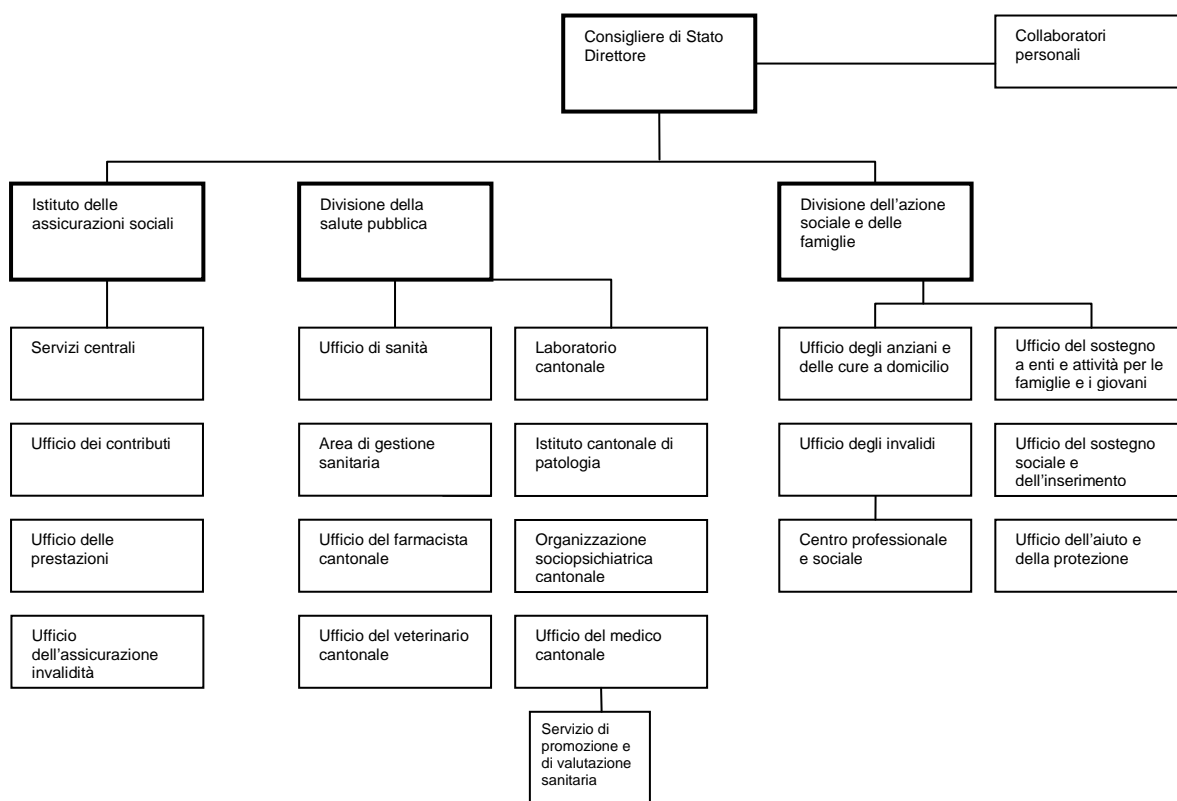 Consigliere di Stato
Direttore
Collaboratori
personali
Istituto delle
assicurazioni sociali
Divisione della
salute pubblica
Divisione dell’azione
sociale e delle
famiglie
Servizi centrali
Ufficio di sanità
Laboratorio
cantonale
Ufficio degli anziani e
delle cure a domicilio
Ufficio del sostegno
a enti e attività per le
famiglie e i giovani
Ufficio dei contributi
Area di gestione
sanitaria
Istituto cantonale di
patologia
Ufficio degli invalidi
Ufficio del sostegno
sociale e
dell’inserimento
Ufficio delle
prestazioni
Ufficio del farmacista
cantonale
Organizzazione
sociopsichiatrica
cantonale
Centro professionale
e sociale
Ufficio dell’aiuto e
della protezione
Ufficio
dell’assicurazione
invalidità
Ufficio del veterinario
cantonale
Ufficio del medico
cantonale
Servizio di
promozione e
di valutazione
sanitaria